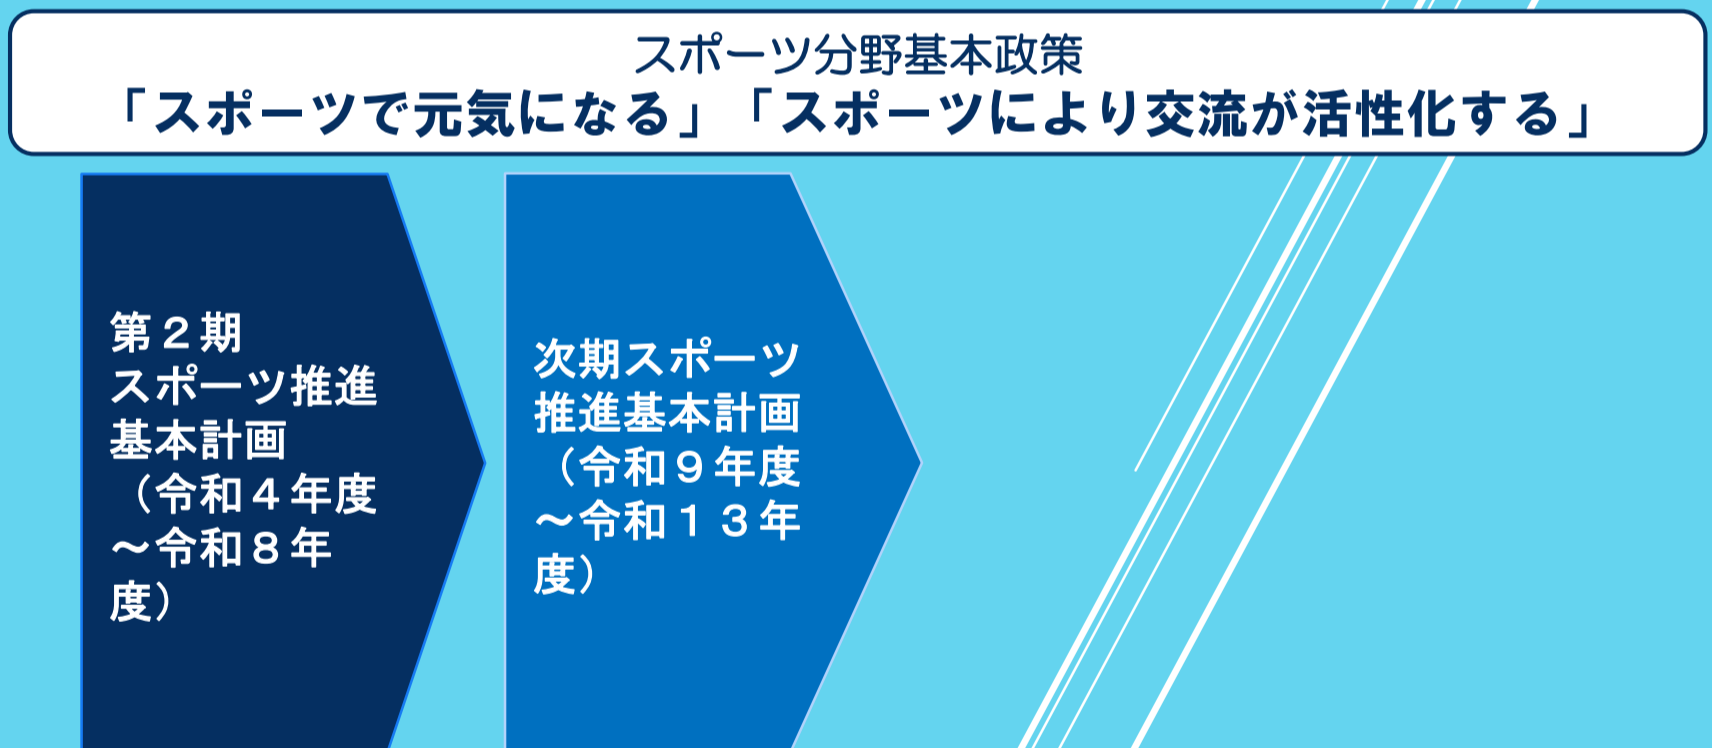 スポーツ分野基本政策
「スポーツで元気になる」「スポーツにより交流が活性化する」
第２期
スポーツ推進
基本計画
（令和４年度
～令和８年
度）
次期スポーツ
推進基本計画
（令和９年度
～令和１３年
度）